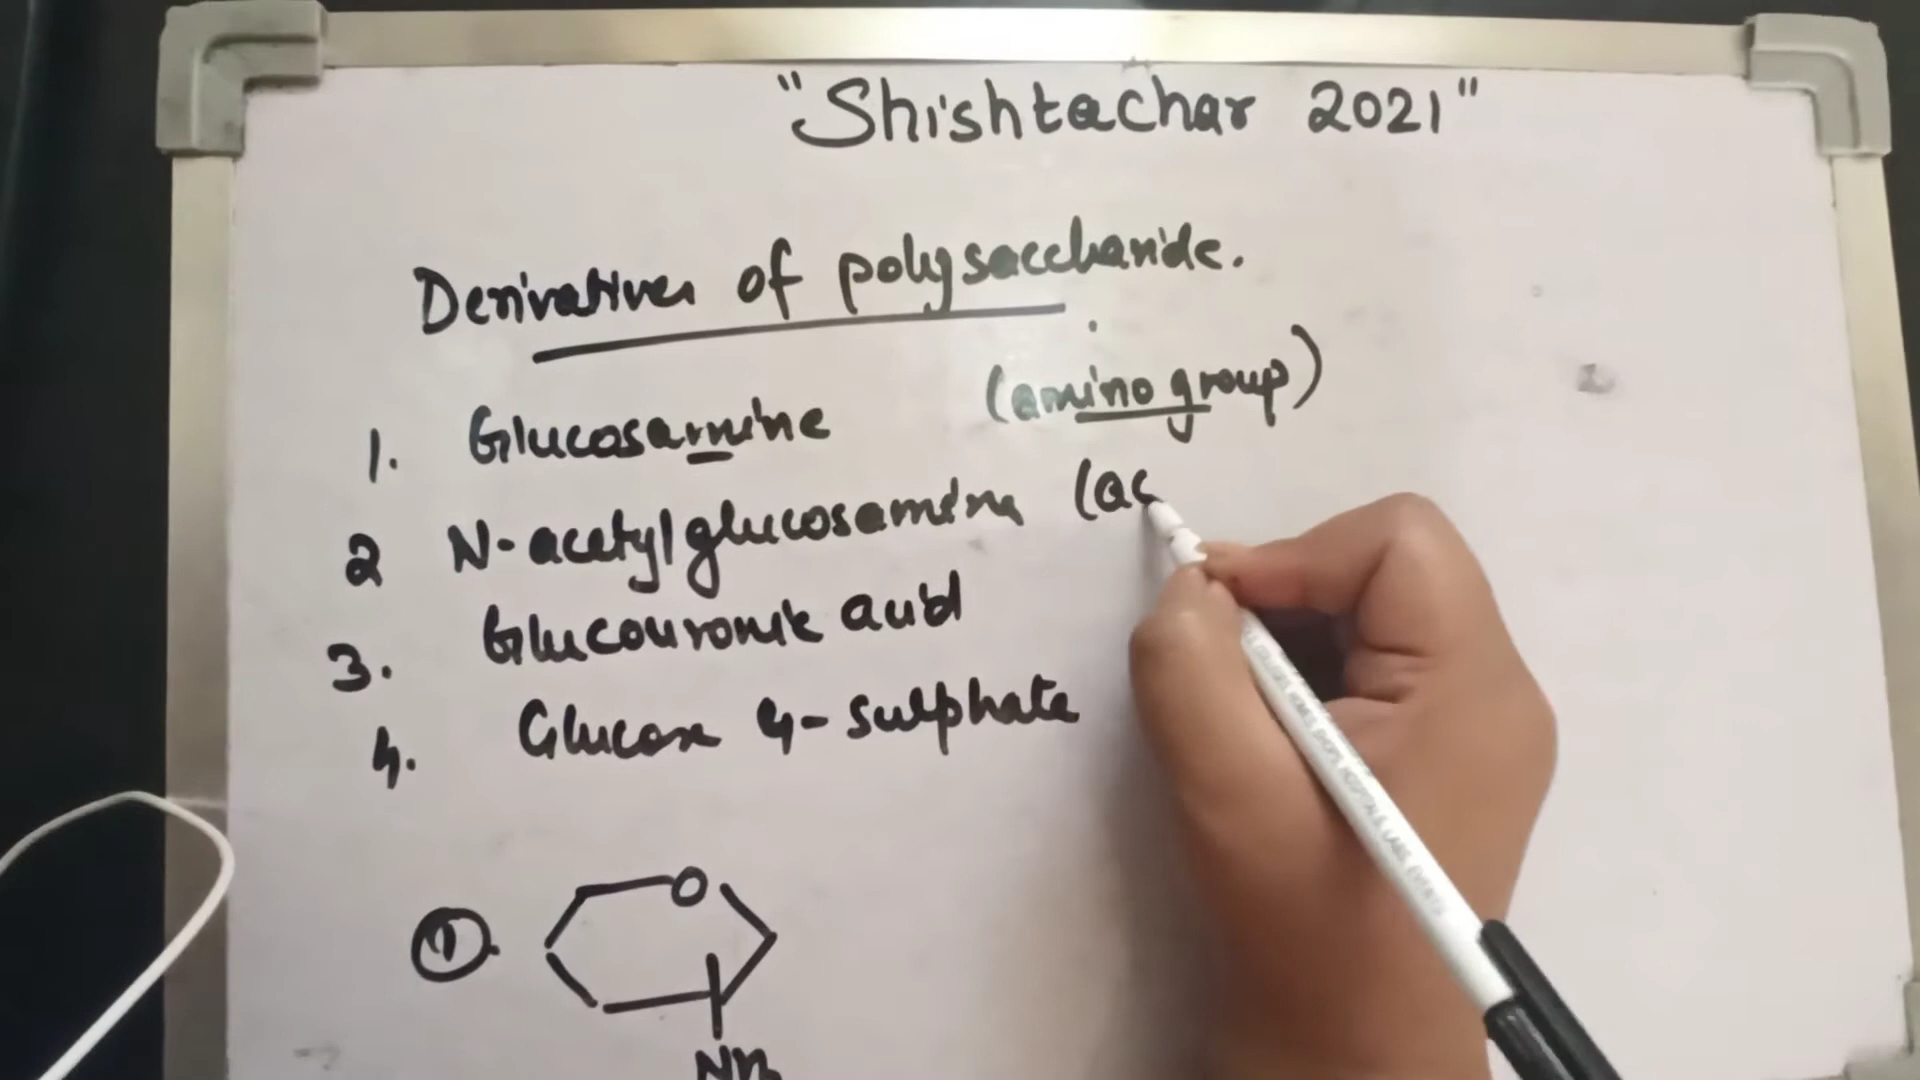 "Shishtachar 2021"
Derivatives of polysaccharide.
1. Glucosamine (amino group)
2 N-acetylglucosamine (ac
3. Glucouronic acid
4. Glucose 4-sulphate
1
O
NH2